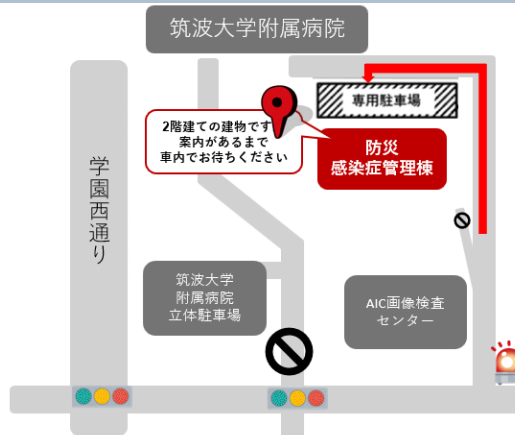 筑波大学附属病院
専用駐車場
2階建ての建物です
案内があるまで
車内でお待ちください
防災
感染症管理棟
学園西通り
筑波大学
附属病院
立体駐車場
AIC画像検査
センター